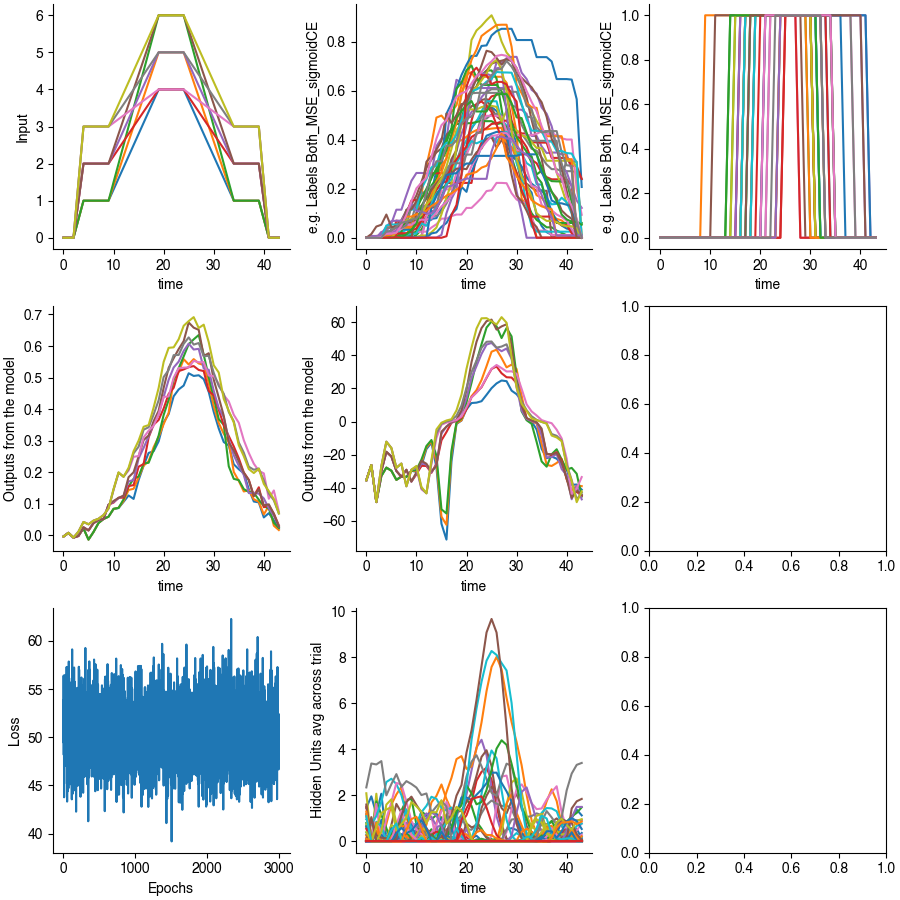 Input
0 1 2 3 4 5 6
0 10 20 30 40
time
e.g. Labels Both_MSE_sigmoidCE
0.0 0.2 0.4 0.6 0.8
0 10 20 30 40
time
e.g. Labels Both_MSE_sigmoidCE
0.0 0.2 0.4 0.6 0.8 1.0
0 10 20 30 40
time
Outputs from the model
0.0 0.1 0.2 0.3 0.4 0.5 0.6 0.7
0 10 20 30 40
time
Outputs from the model
−60 −40 −20 0 20 40 60
0 10 20 30 40
time
0.0 0.2 0.4 0.6 0.8 1.0
0.0 0.2 0.4 0.6 0.8 1.0
Loss
40 45 50 55 60
0 1000 2000 3000
Epochs
Hidden Units avg across trial
0 2 4 6 8 10
0 10 20 30 40
time
0.0 0.2 0.4 0.6 0.8 1.0
0.0 0.2 0.4 0.6 0.8 1.0